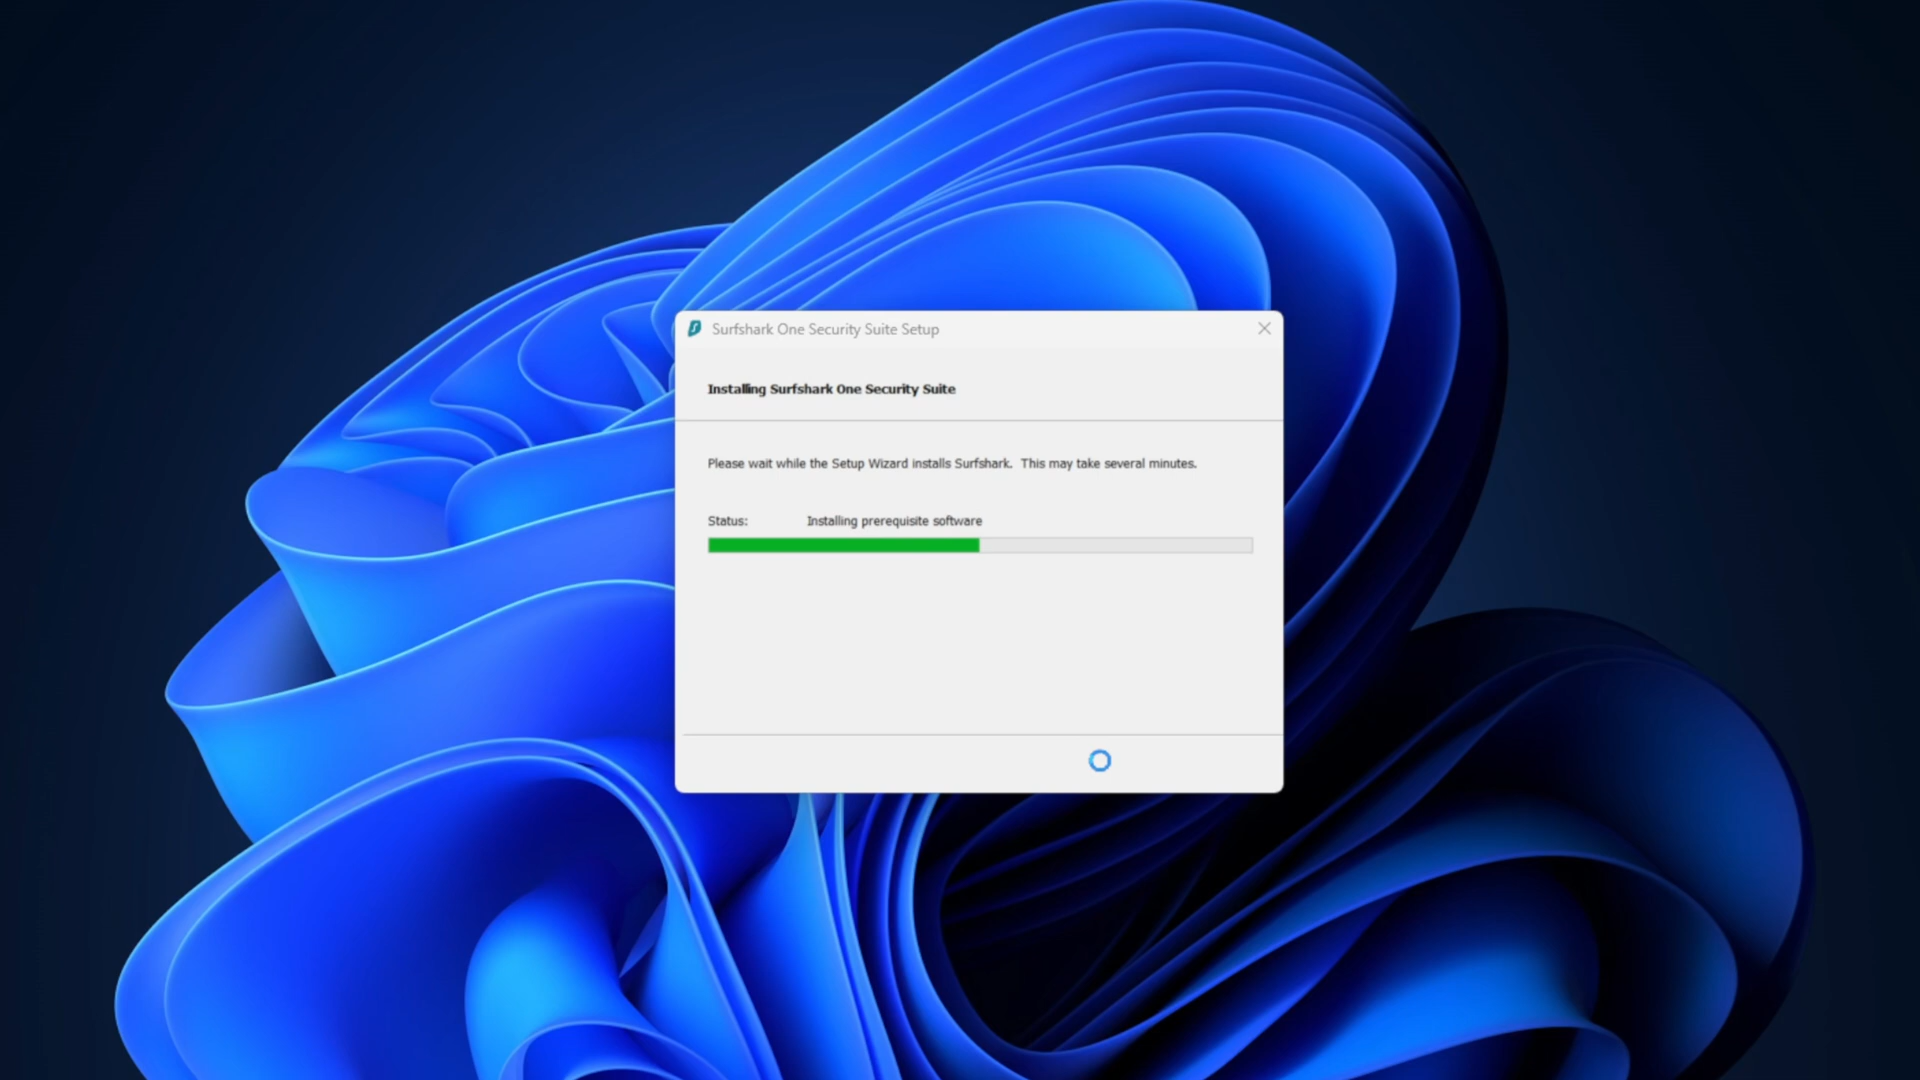 Surfshark One Security Suite Setup
Installing Surfshark One Security Suite
Please wait while the Setup Wizard installs Surfshark. This may take several minutes.
Status: Installing prerequisite software